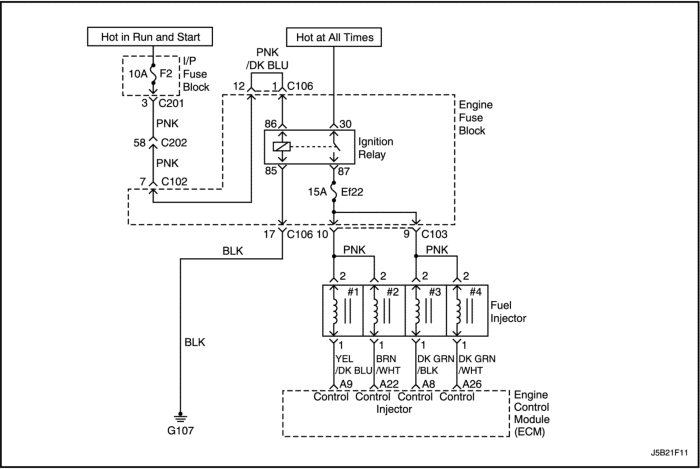 Hot in Run and Start
Hot at All Times
I/P
Fuse
Block
10A
F2
3
C201
PNK
58
C202
PNK
7
C102
PNK
/DK BLU
12
1
C106
Engine
Fuse
Block
86
30
Ignition
Relay
85
87
15A
Ef22
17
C106
10
9
C103
BLK
PNK
PNK
2
2
2
2
#1
#2
#3
#4
Fuel
Injector
1
1
1
1
YEL
/DK BLU
BRN
/WHT
DK GRN
/BLK
DK GRN
/WHT
A9
A22
A8
A26
Control
Control
Control
Control
Injector
Engine
Control
Module
(ECM)
BLK
G107
J5B21F11